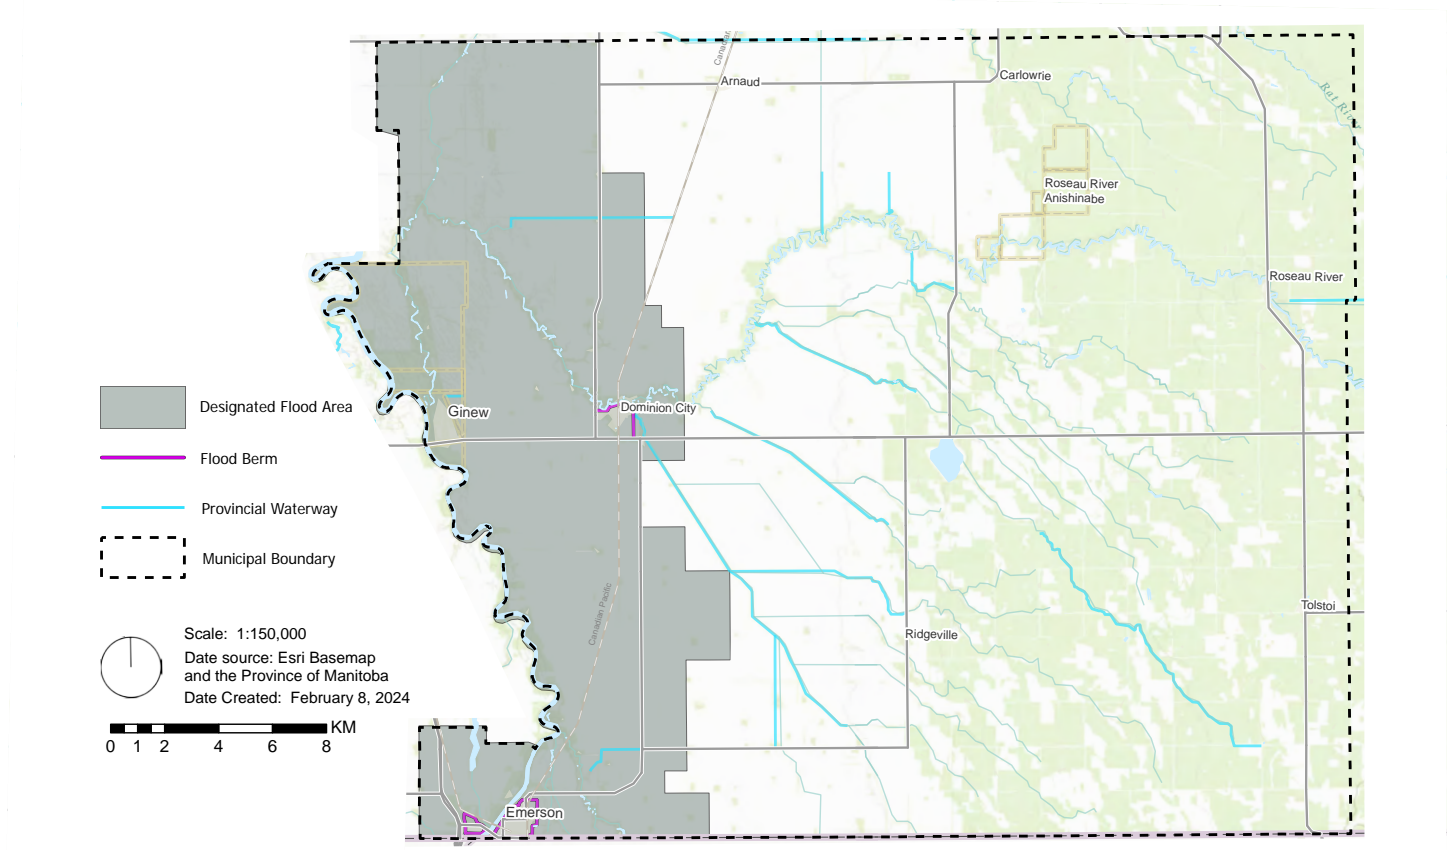 Canadian
Arnaud
Carlowrie
Rat River
Roseau River
Anishinabe
Roseau River
Designated Flood Area
Ginew
Dominion City
Flood Berm
Provincial Waterway
Municipal Boundary
Canadian Pacific
Tolstoi
Ridgeville
Scale: 1:150,000
Date source: Esri Basemap
and the Province of Manitoba
Date Created: February 8, 2024
KM
0 1 2 4 6 8
Emerson